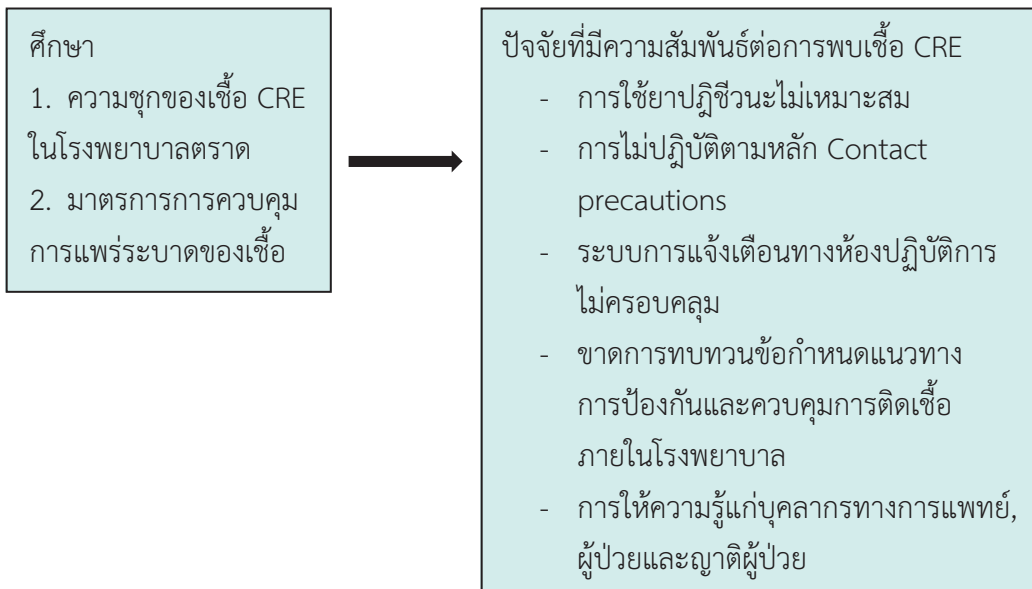 ศึกษา
1. ความชุกของเชื้อ CRE
ในโรงพยาบาลตราด
2. มาตรการการควบคุม
การแพร่ระบาดของเชื้อ
ปัจจัยที่มีความสัมพันธ์ต่อการพบเชื้อ CRE
- การใช้ยาปฎิชีวนะไม่เหมาะสม
- การไม่ปฎิบัติตามหลัก Contact
precautions
- ระบบการแจ้งเตือนทางห้องปฏิบัติการ
ไม่ครอบคลุม
- ขาดการทบทวนข้อกำหนดแนวทาง
การป้องกันและควบคุมการติดเชื้อ
ภายในโรงพยาบาล
- การให้ความรู้แก่บุคลากรทางการแพทย์,
ผู้ป่วยและญาติผู้ป่วย